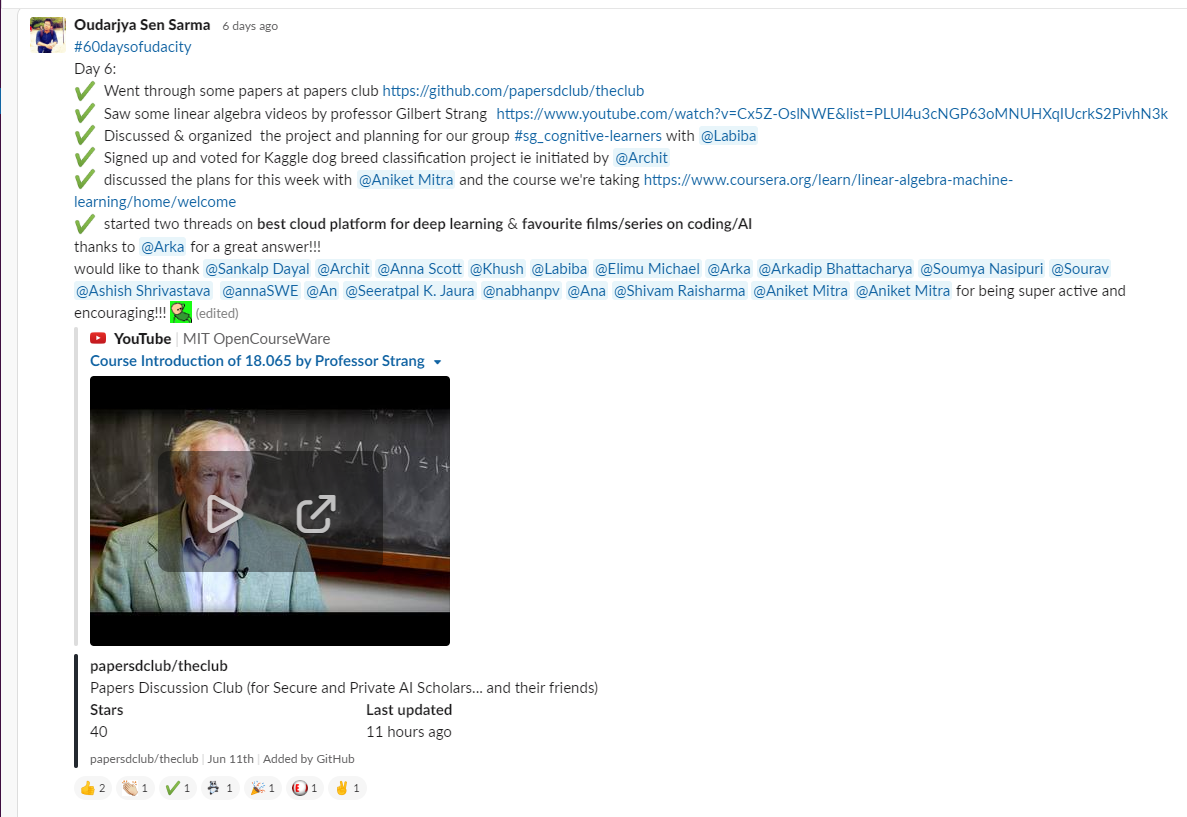 Oudarjya Sen Sarma 6 days ago
#60daysofudacity
Day 6:
✔ Went through some papers at papers club https://github.com/papersdclub/theclub
✔ Saw some linear algebra videos by professor Gilbert Strang https://www.youtube.com/watch?v=Cx5Z-OslNWE&list=PLUl4u3cNGP63oMNUHXqIUcrkS2PivhN3k
✔ Discussed & organized the project and planning for our group #sg_cognitive-learners with @Labiba
✔ Signed up and voted for Kaggle dog breed classification project ie initiated by @Archit
✔ discussed the plans for this week with @Aniket Mitra and the course we're taking https://www.coursera.org/learn/linear-algebra-machine-
learning/home/welcome
✔ started two threads on best cloud platform for deep learning & favourite films/series on coding/AI
thanks to @Arka for a great answer!!!
would like to thank @Sankalp Dayal @Archit @Anna Scott @Khush @Labiba @Elimu Michael @Arka @Arkadip Bhattacharya @Soumya Nasipuri @Sourav
@Ashish Shrivastava @annaSWE @An @Seeratpal K. Jaura @nabhanpv @Ana @Shivam Raisharma @Aniket Mitra @Aniket Mitra for being super active and
encouraging!!! (edited)
YouTube | MIT OpenCourseWare
Course Introduction of 18.065 by Professor Strang
papersdclub/theclub
Papers Discussion Club (for Secure and Private AI Scholars... and their friends)
Stars Last updated
40 11 hours ago
papersdclub/theclub | Jun 11th | Added by GitHub
2 1 1 1 1 1 1